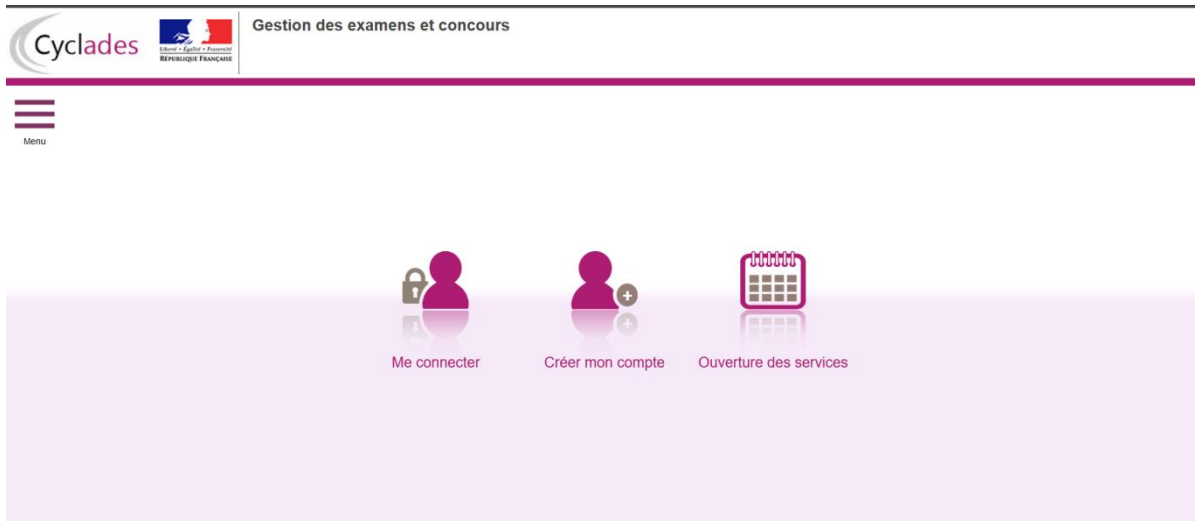 Cyclades
Liberté • Égalité • Fraternité
RÉPUBLIQUE FRANÇAISE
Gestion des examens et concours
Menu
Me connecter
Créer mon compte
Ouverture des services